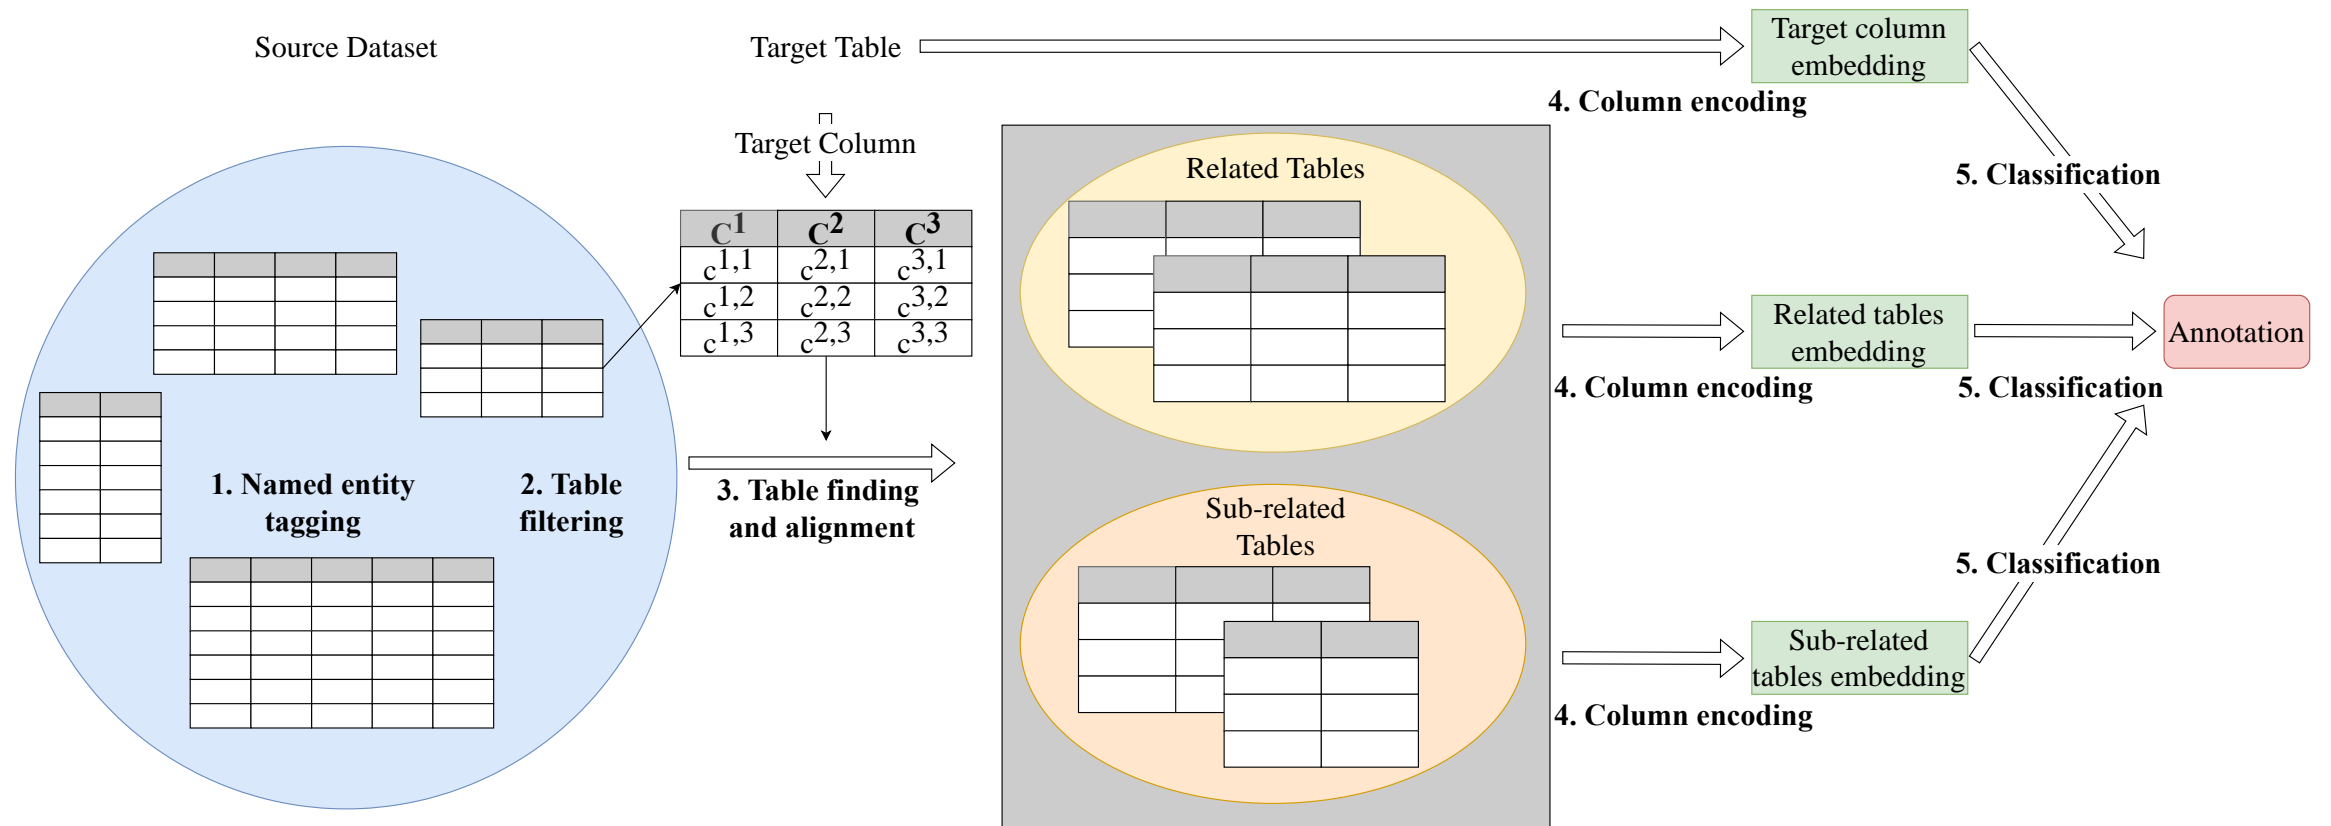 Source Dataset
Target Table
Target column
embedding
4. Column encoding
Target Column
5. Classification
C1 C2 C3
c1,1 c2,1 c3,1
c1,2 c2,2 c3,2
c1,3 c2,3 c3,3
1. Named entity
tagging
2. Table
filtering
3. Table finding
and alignment
Related Tables
Sub-related
Tables
Related tables
embedding
4. Column encoding
5. Classification
Annotation
5. Classification
Sub-related
tables embedding
4. Column encoding